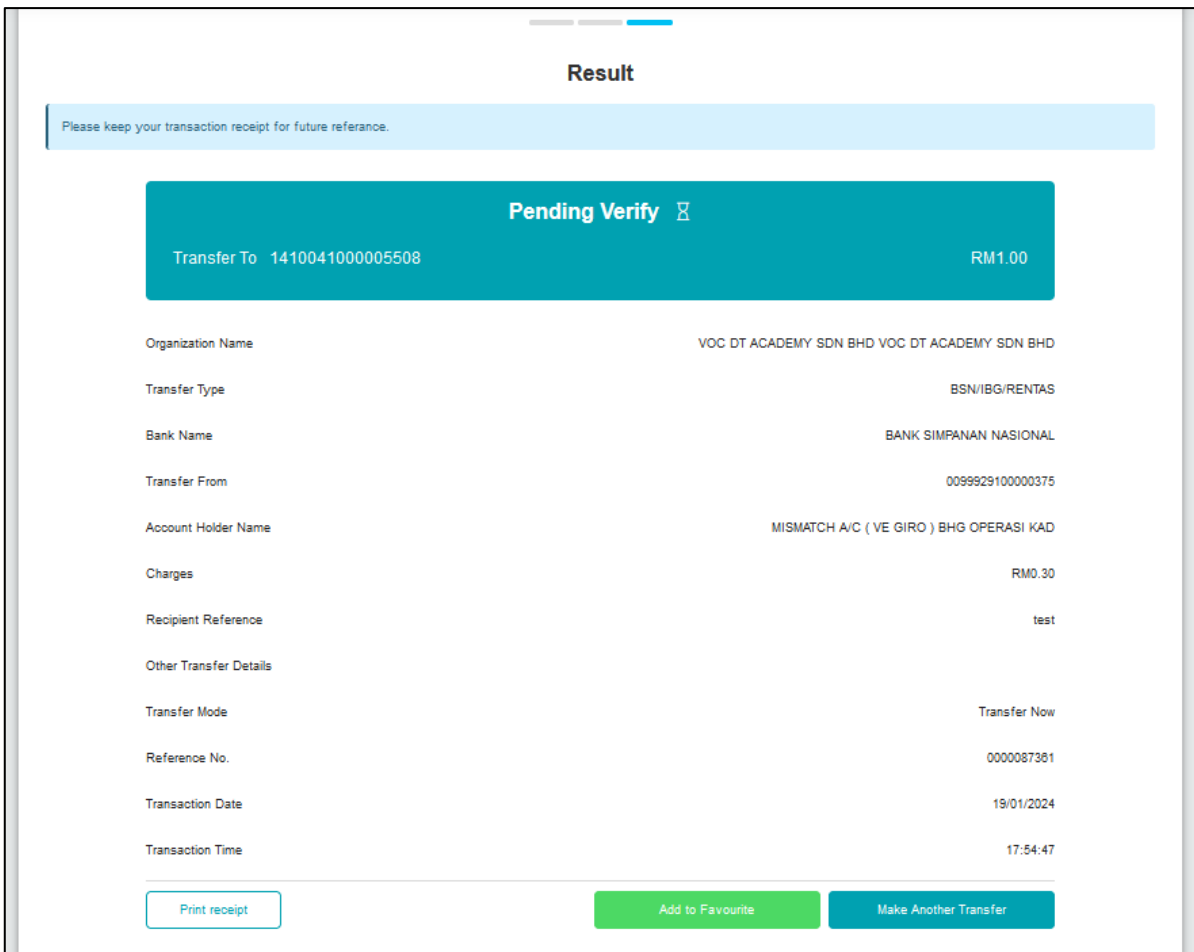 Result
Please keep your transaction receipt for future referance.
Pending Verify
Transfer To 1410041000005508 RM1.00
Organization Name VOC DT ACADEMY SDN BHD VOC DT ACADEMY SDN BHD
Transfer Type BSN/IBG/RENTAS
Bank Name BANK SIMPANAN NASIONAL
Transfer From 0099929100000375
Account Holder Name MISMATCH A/C ( VE GIRO ) BHG OPERASI KAD
Charges RM0.30
Recipient Reference test
Other Transfer Details
Transfer Mode Transfer Now
Reference No. 0000087361
Transaction Date 19/01/2024
Transaction Time 17:54:47
Print receipt Add to Favourite Make Another Transfer